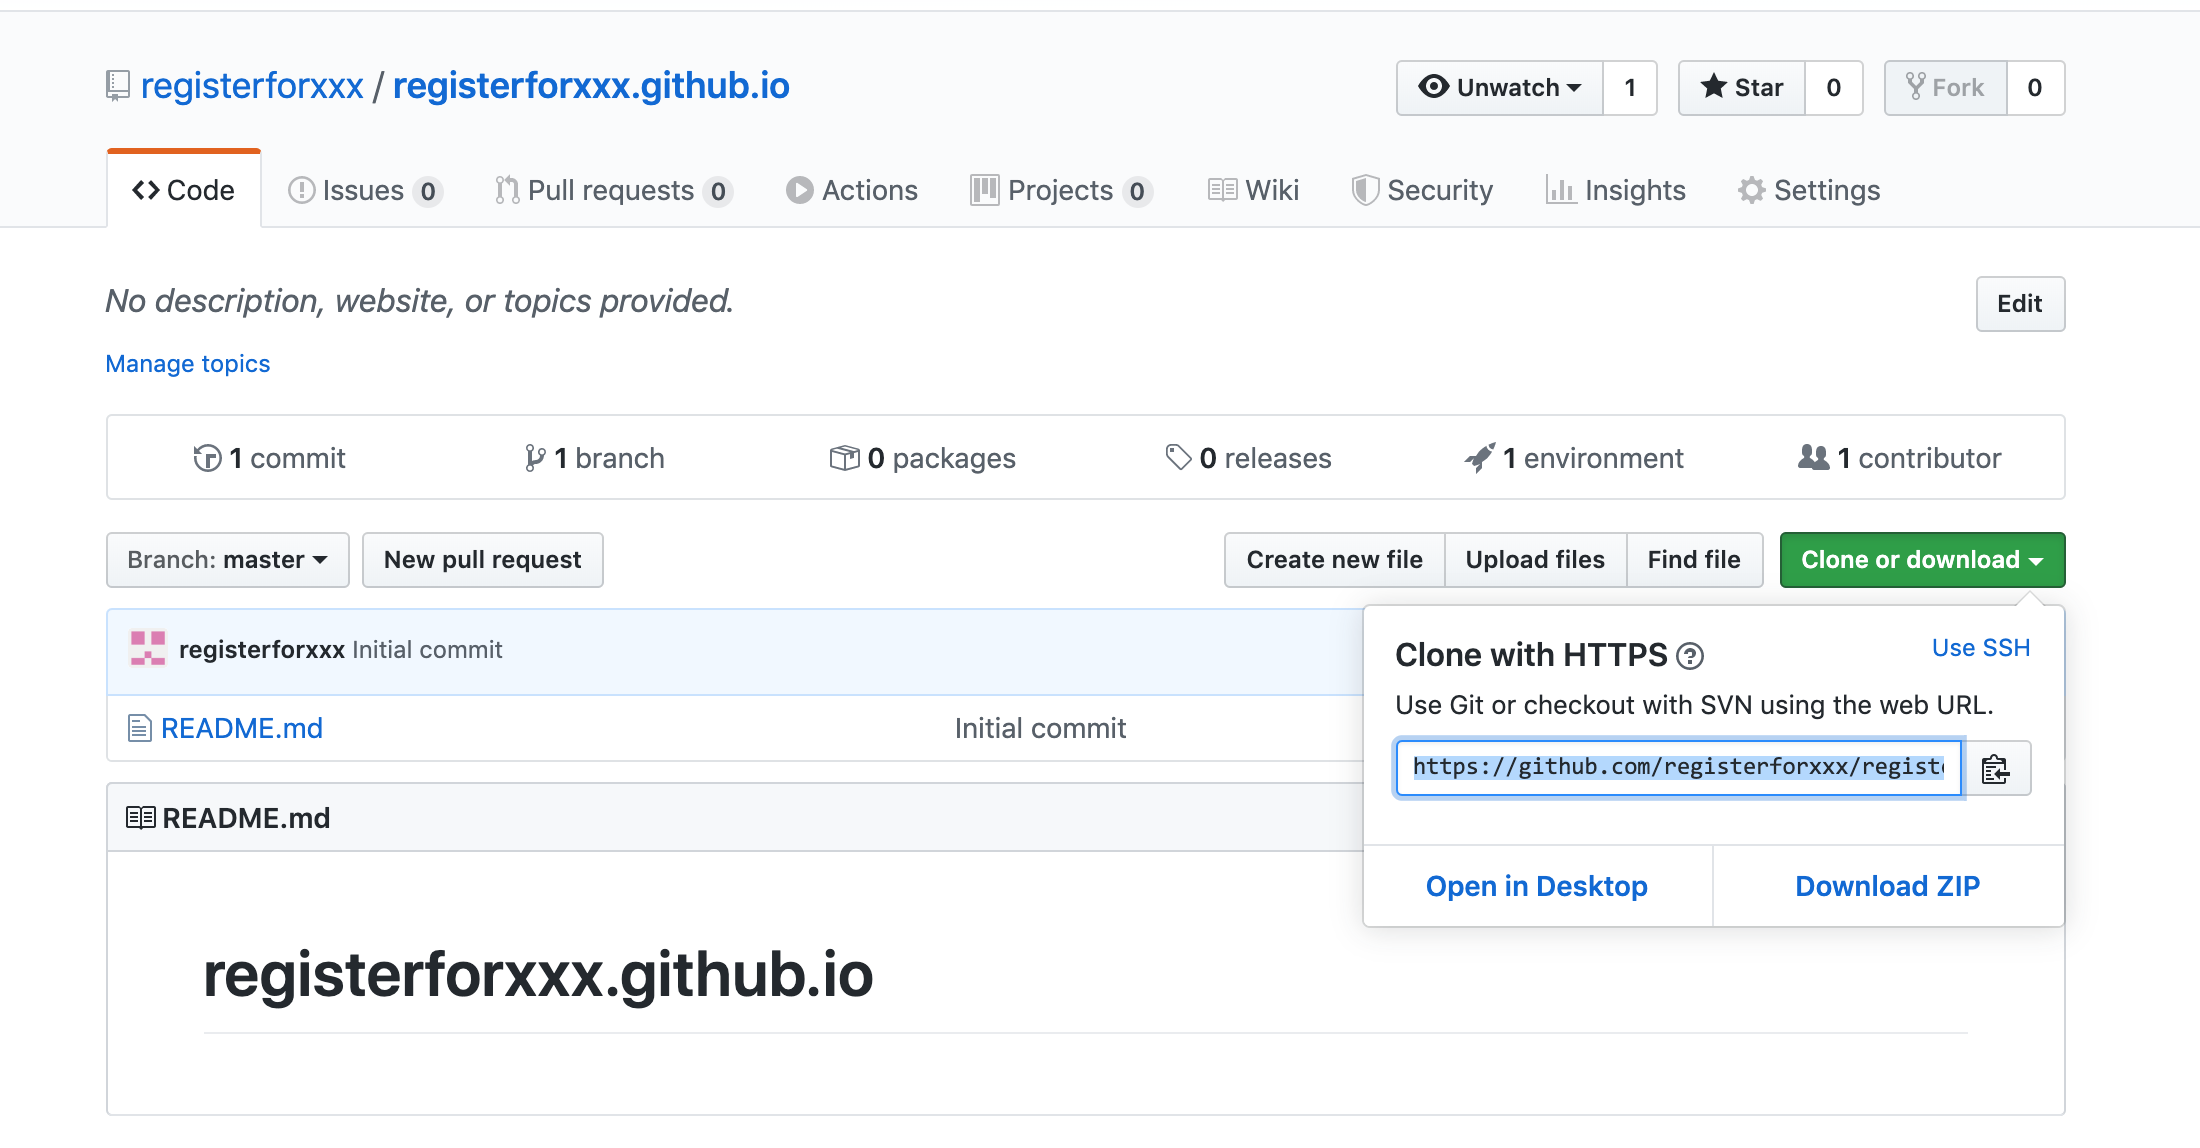 registerforxxx / registerforxxx.github.io
Unwatch 1 Star 0 Fork 0
Code Issues 0 Pull requests 0 Actions Projects 0 Wiki Security Insights Settings
No description, website, or topics provided.
Edit
Manage topics
1 commit 1 branch 0 packages 0 releases 1 environment 1 contributor
Branch: master New pull request Create new file Upload files Find file Clone or download
registerforxxx Initial commit
README.md Initial commit
README.md
registerforxxx.github.io
Clone with HTTPS ? Use SSH
Use Git or checkout with SVN using the web URL.
https://github.com/registerforxxx/registe
Open in Desktop Download ZIP